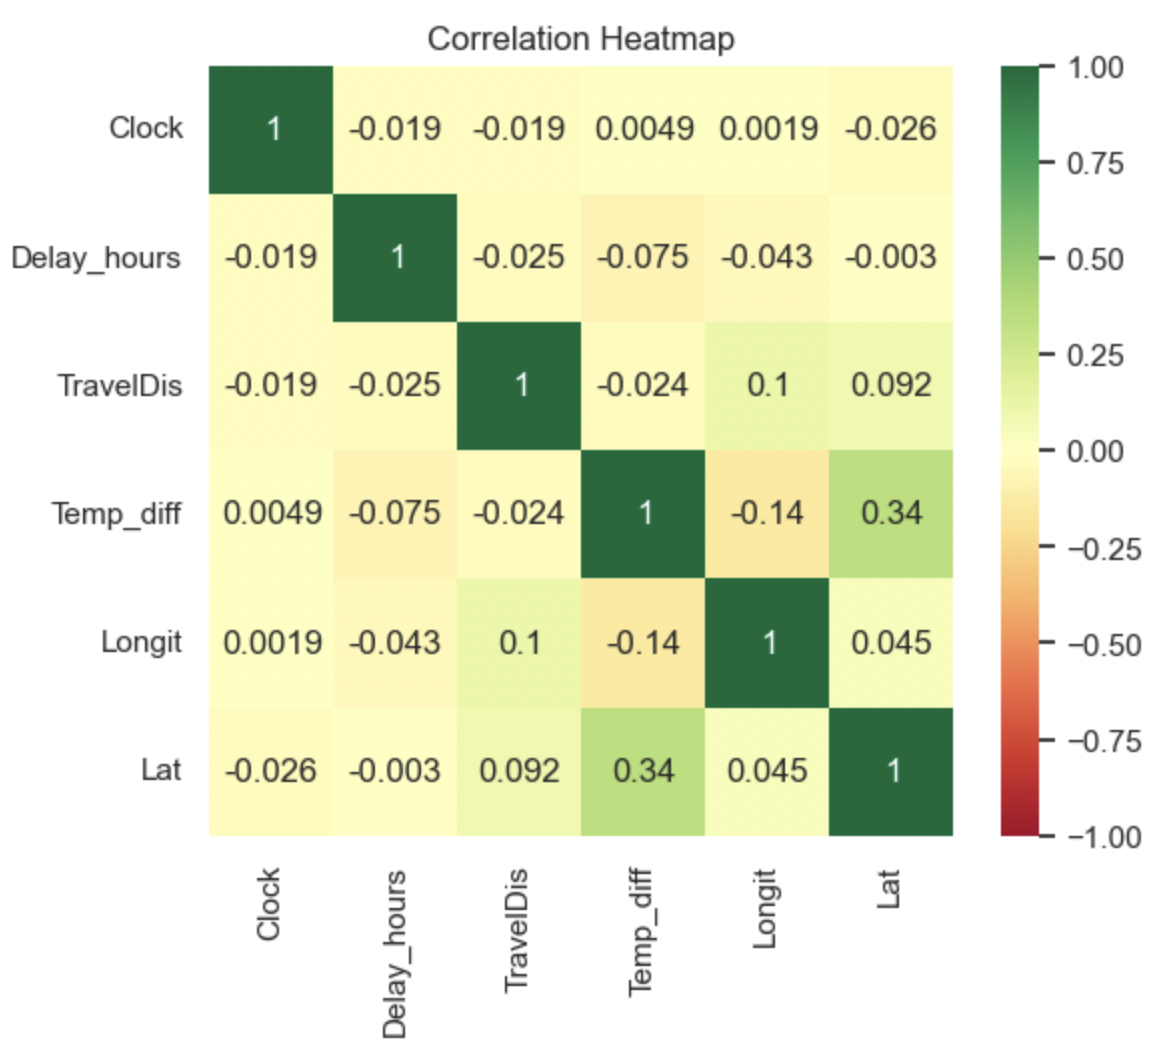 Correlation Heatmap
Clock 1 -0.019 -0.019 0.0049 0.0019 -0.026
Delay_hours -0.019 1 -0.025 -0.075 -0.043 -0.003
TravelDis -0.019 -0.025 1 -0.024 0.1 0.092
Temp_diff 0.0049 -0.075 -0.024 1 -0.14 0.34
Longit 0.0019 -0.043 0.1 -0.14 1 0.045
Lat -0.026 -0.003 0.092 0.34 0.045 1
Clock Delay_hours TravelDis Temp_diff Longit Lat
1.00
0.75
0.50
0.25
0.00
−0.25
−0.50
−0.75
−1.00